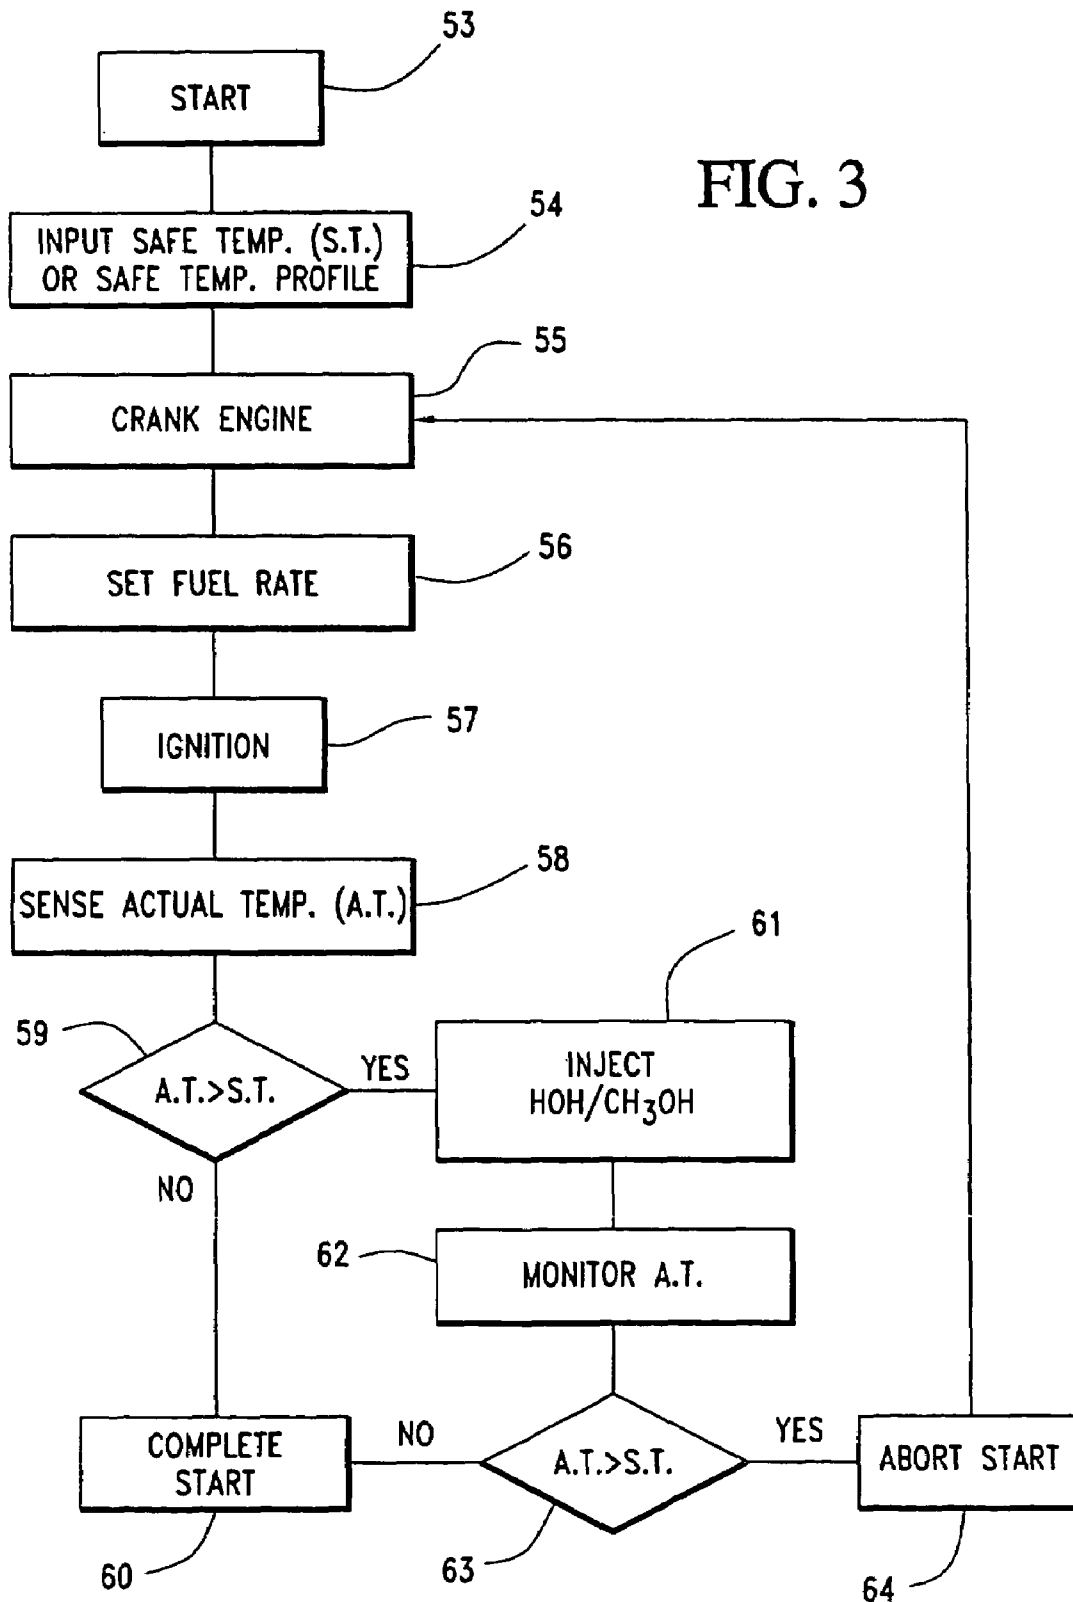 53
START
FIG. 3
54
INPUT SAFE TEMP. (S.T.)
OR SAFE TEMP. PROFILE
55
CRANK ENGINE
56
SET FUEL RATE
57
IGNITION
58
SENSE ACTUAL TEMP. (A.T.)
59
A.T.>S.T.
YES
NO
61
INJECT
HOH/CH₃OH
62
MONITOR A.T.
COMPLETE
START
60
NO
A.T.>S.T.
63
YES
ABORT START
64